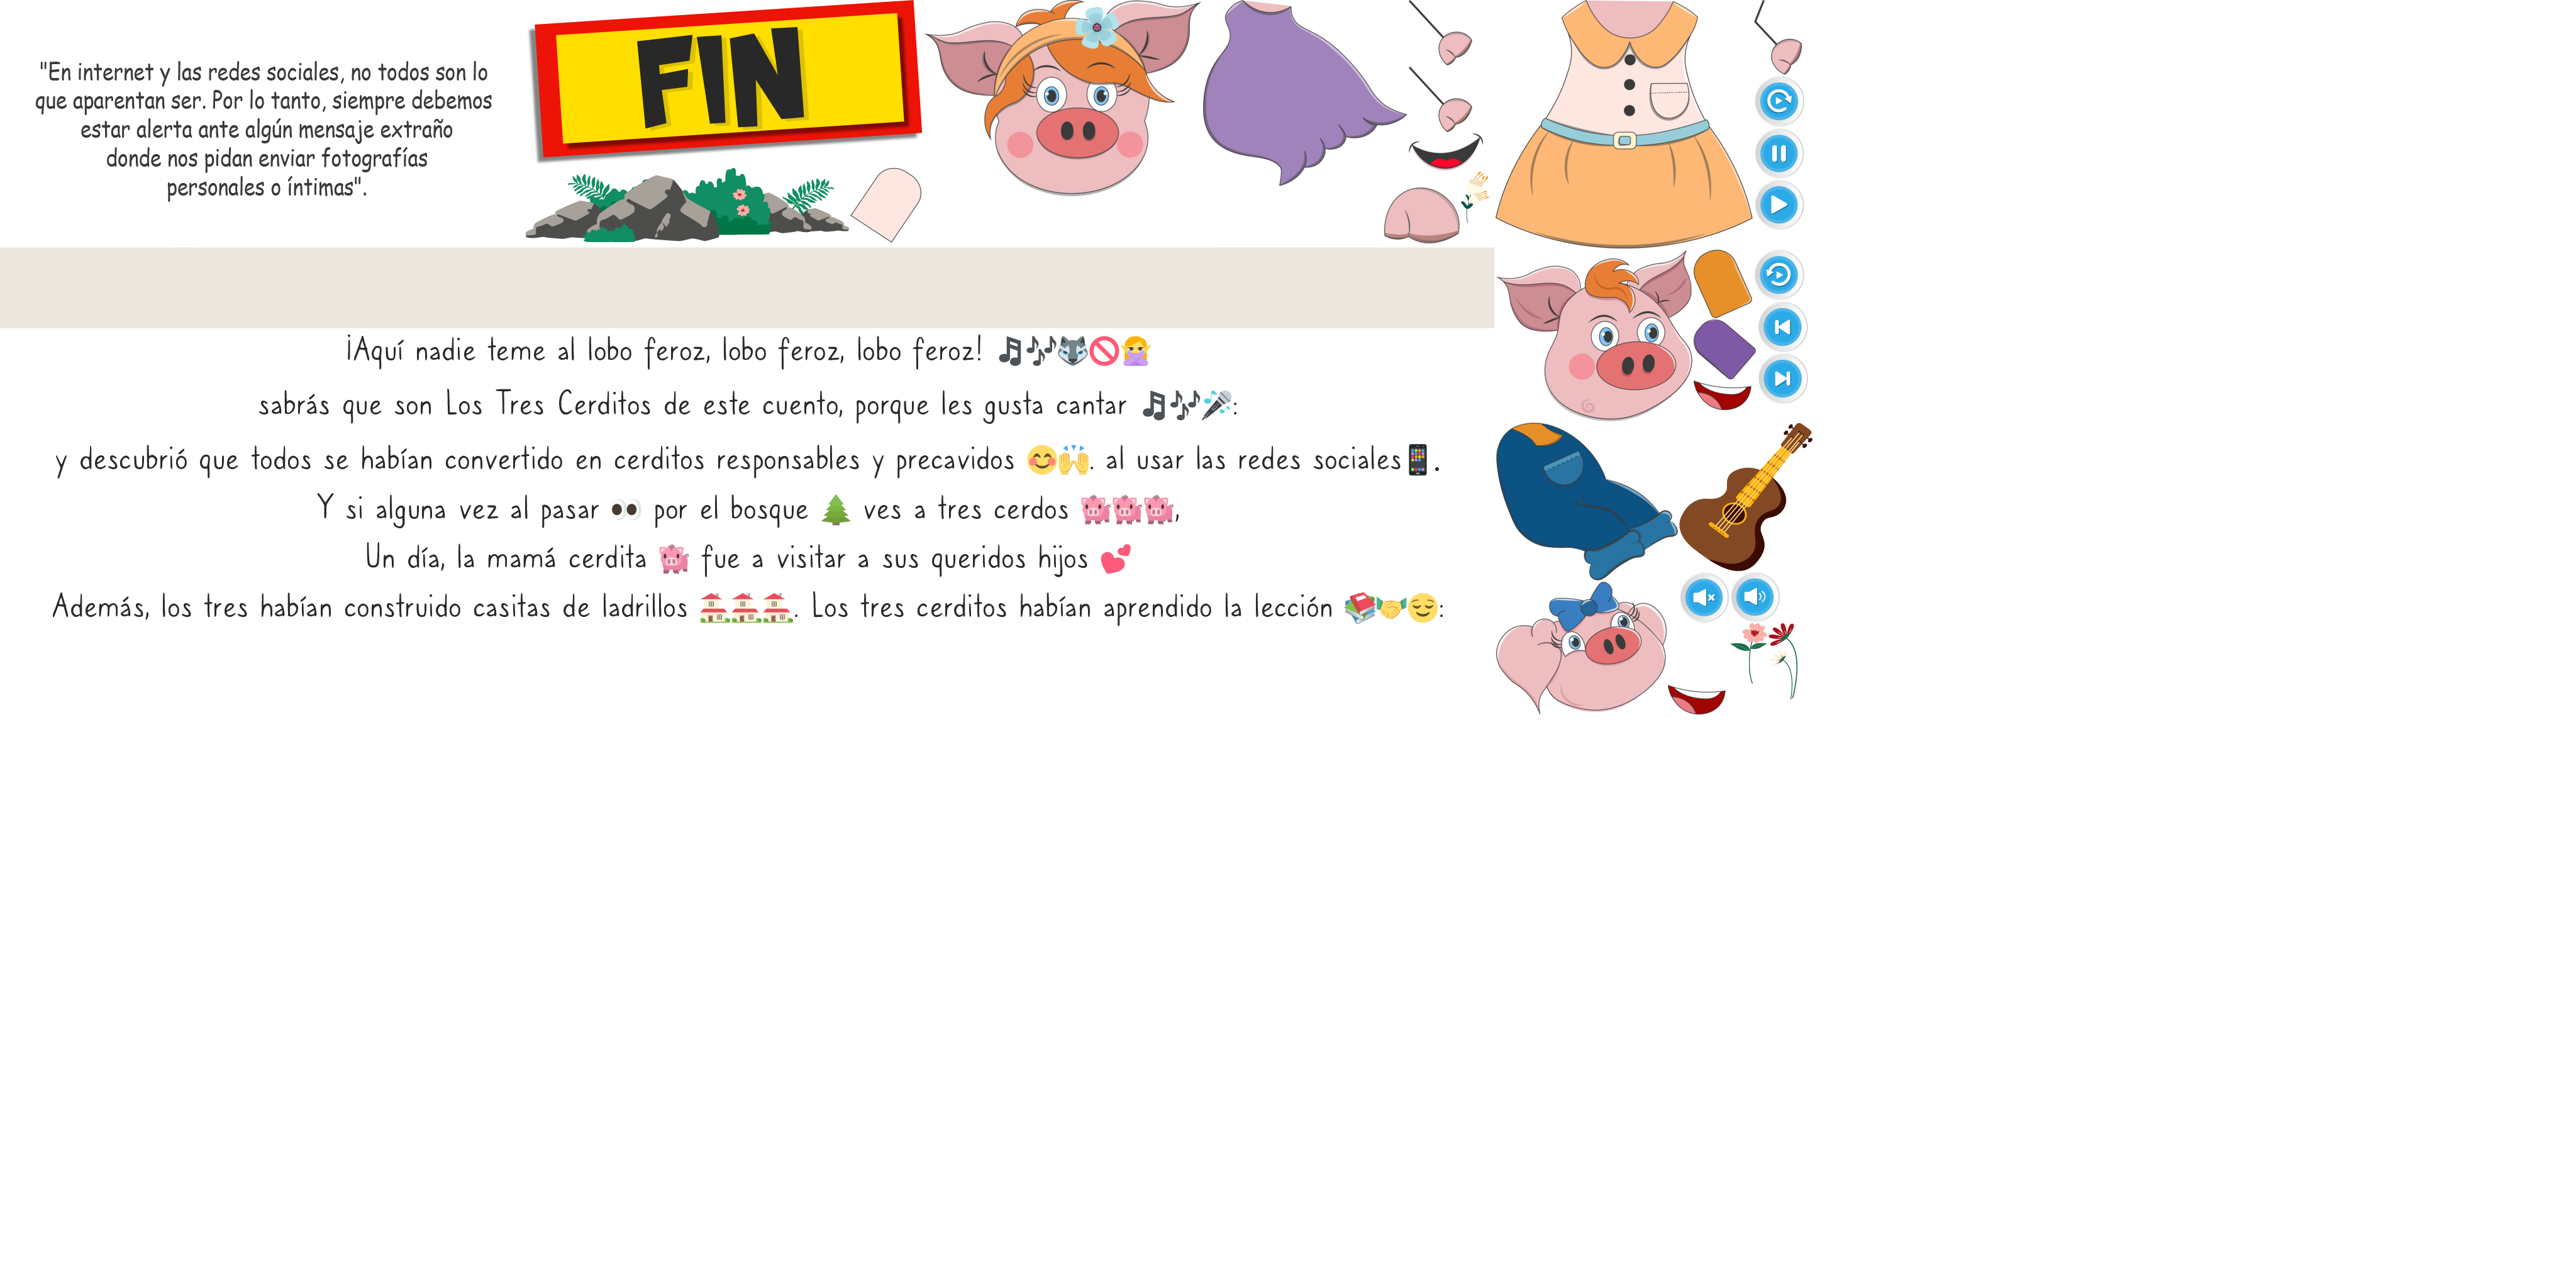 "En internet y las redes sociales, no todos son lo
que aparentan ser. Por lo tanto, siempre debemos
estar alerta ante algún mensaje extraño
donde nos pidan enviar fotografías
personales o íntimas".
FIN
¡Aquí nadie teme al lobo feroz, lobo feroz, lobo feroz! 🎵🎶🐺🚫🙅
sabrás que son Los Tres Cerditos de este cuento, porque les gusta cantar 🎵🎶🎤:
y descubrió que todos se habían convertido en cerditos responsables y precavidos 😊🙌. al usar las redes sociales📱.
Y si alguna vez al pasar 👀 por el bosque 🌲 ves a tres cerdos 🐖🐖🐖,
Un día, la mamá cerdita 🐖 fue a visitar a sus queridos hijos 💕
Además, los tres habían construido casitas de ladrillos 🏡🏡🏡. Los tres cerditos habían aprendido la lección 📚🤝😌: